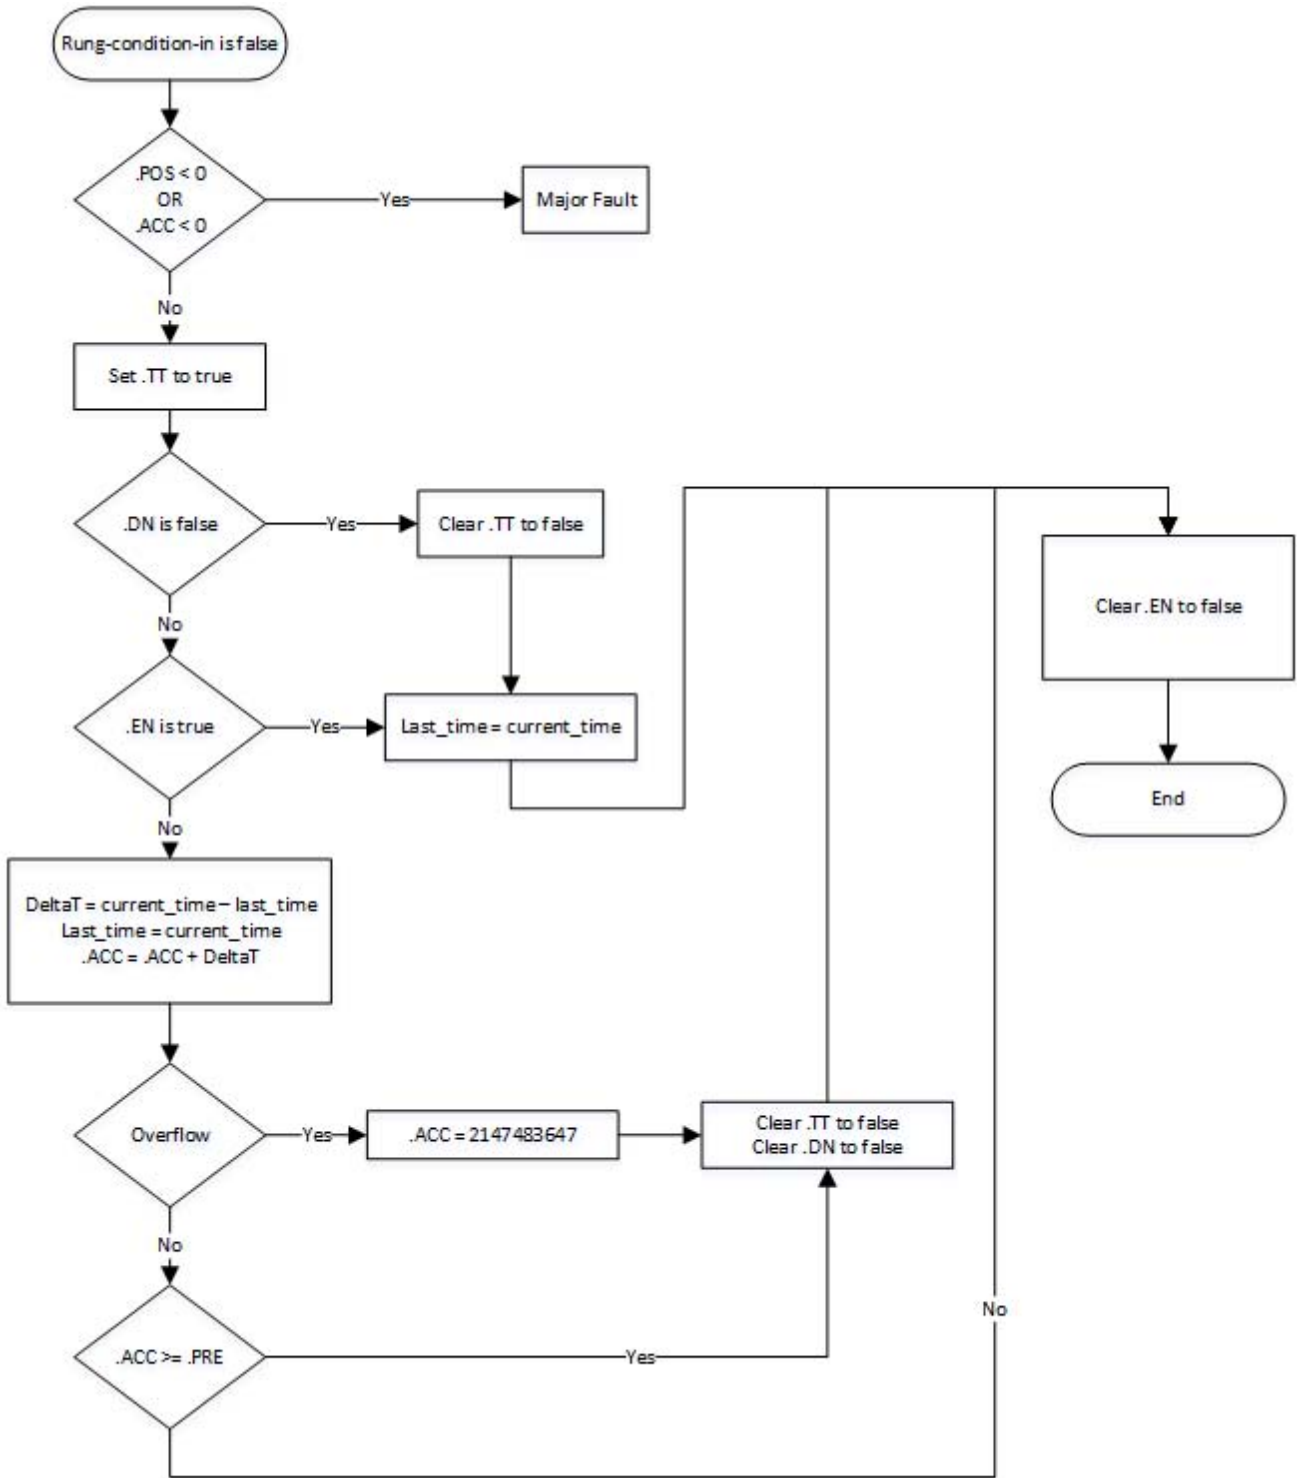 Rung-condition-in is false
.POS < 0
OR
.ACC < 0
Yes
Major Fault
No
Set .TT to true
.DN is false
Yes
Clear .TT to false
Clear .EN to false
No
.EN is true
Yes
Last_time = current_time
End
No
DeltaT = current_time – last_time
Last_time = current_time
.ACC = .ACC + DeltaT
Overflow
Yes
.ACC = 2147483647
Clear .TT to false
Clear .DN to false
No
No
.ACC >= .PRE
Yes